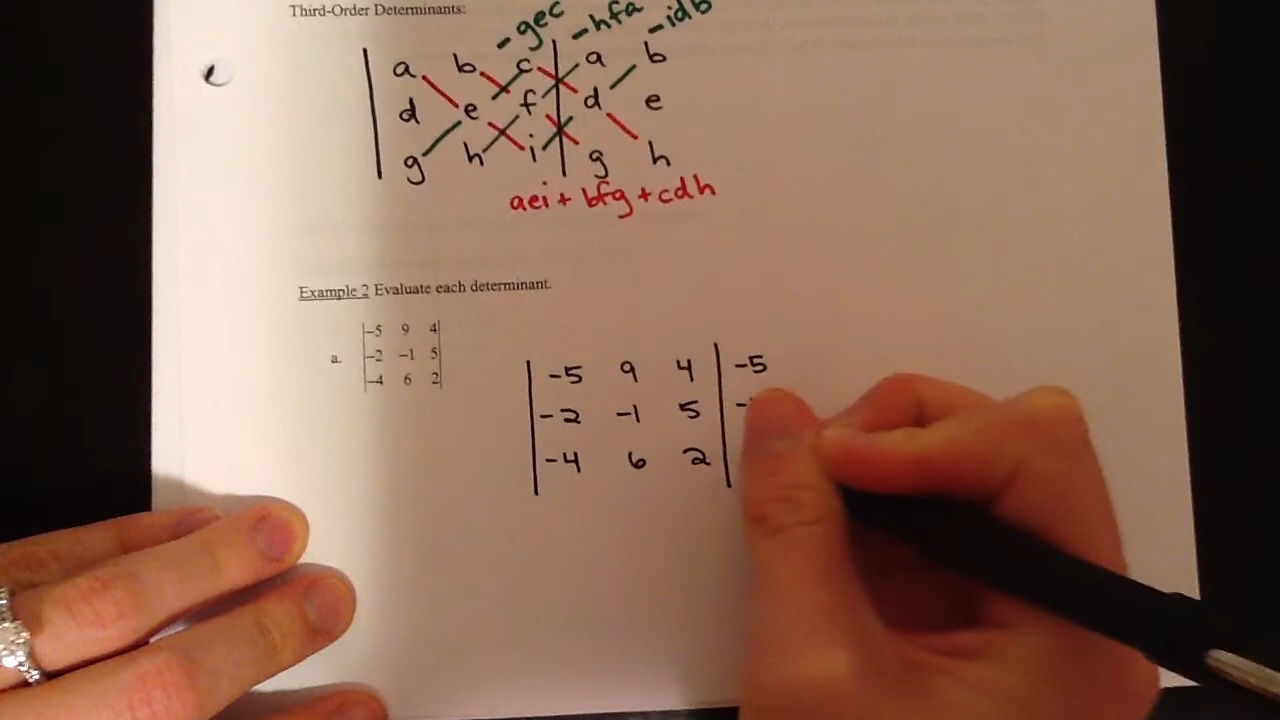 Third-Order Determinants:
-gec -hfa -idb
a b c a b
d e f d e
g h i g h
aei + bfg + cdh
Example 2 Evaluate each determinant.
a.
-5 9 4
-2 -1 5
-4 6 2
-5 9 4 -5
-2 -1 5 -
-4 6 2